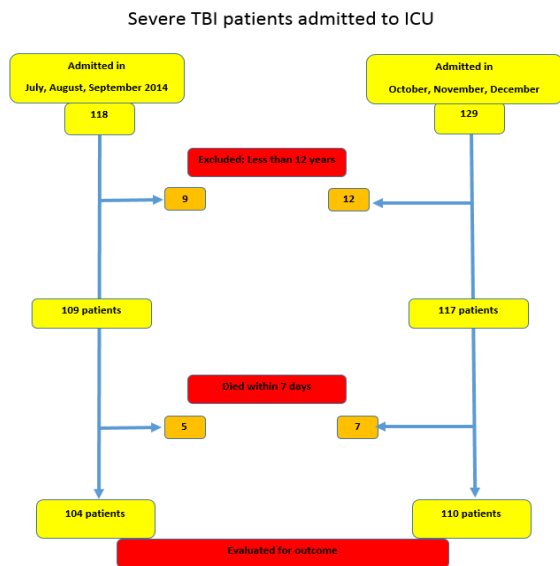 Severe TBI patients admitted to ICU
Admitted in
July, August, September 2014
Admitted in
October, November, December
118
129
Excluded: Less than 12 years
9
12
109 patients
117 patients
Died within 7 days
5
7
104 patients
110 patients
Evaluated for outcome